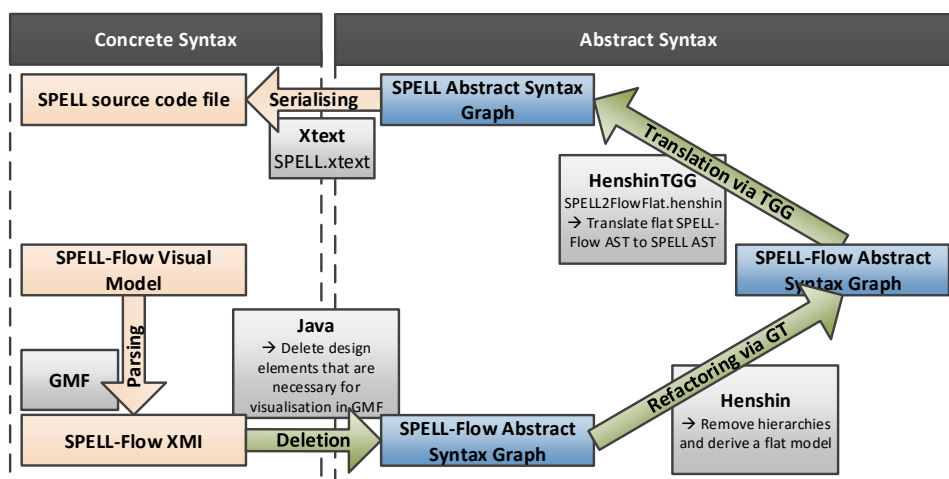 Concrete Syntax
Abstract Syntax
SPELL source code file
Serialising
SPELL Abstract Syntax
Graph
Xtext
SPELL.xtext
Translation via TGG
HenshinTGG
SPELL2FlowFlat.henshin
→ Translate flat SPELL-
Flow AST to SPELL AST
SPELL-Flow Visual
Model
SPELL-Flow Abstract
Syntax Graph
Parsing
GMF
Java
→ Delete design
elements that are
necessary for
visualisation in GMF
Refactoring via GT
Henshin
→ Remove hierarchies
and derive a flat model
SPELL-Flow XMI
Deletion
SPELL-Flow Abstract
Syntax Graph